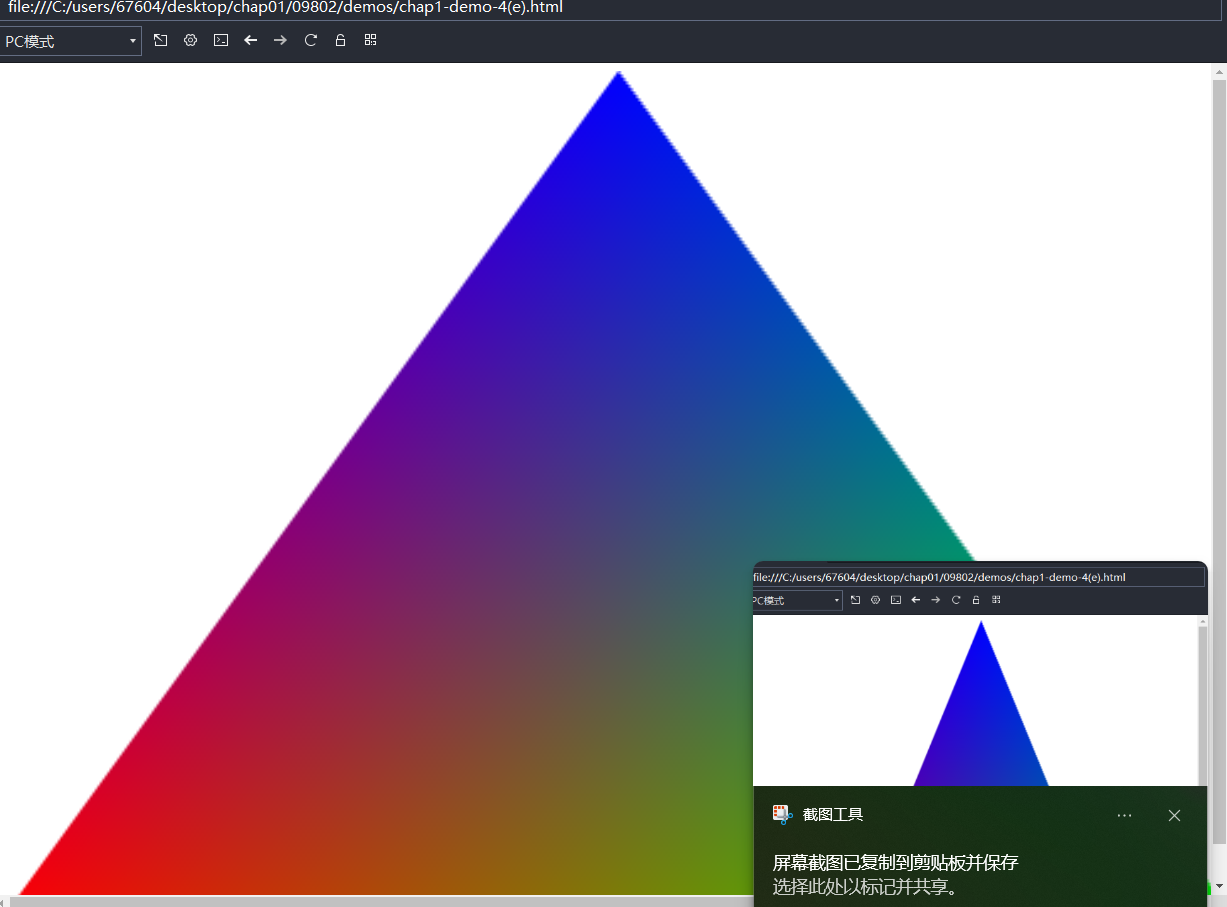 file:///C:/users/67604/desktop/chap01/09802/demos/chap1-demo-4(e).html
PC模式
file:///C:/users/67604/desktop/chap01/09802/demos/chap1-demo-4(e).html
PC模式
截图工具
屏幕截图已复制到剪贴板并保存
选择此处以标记并共享。